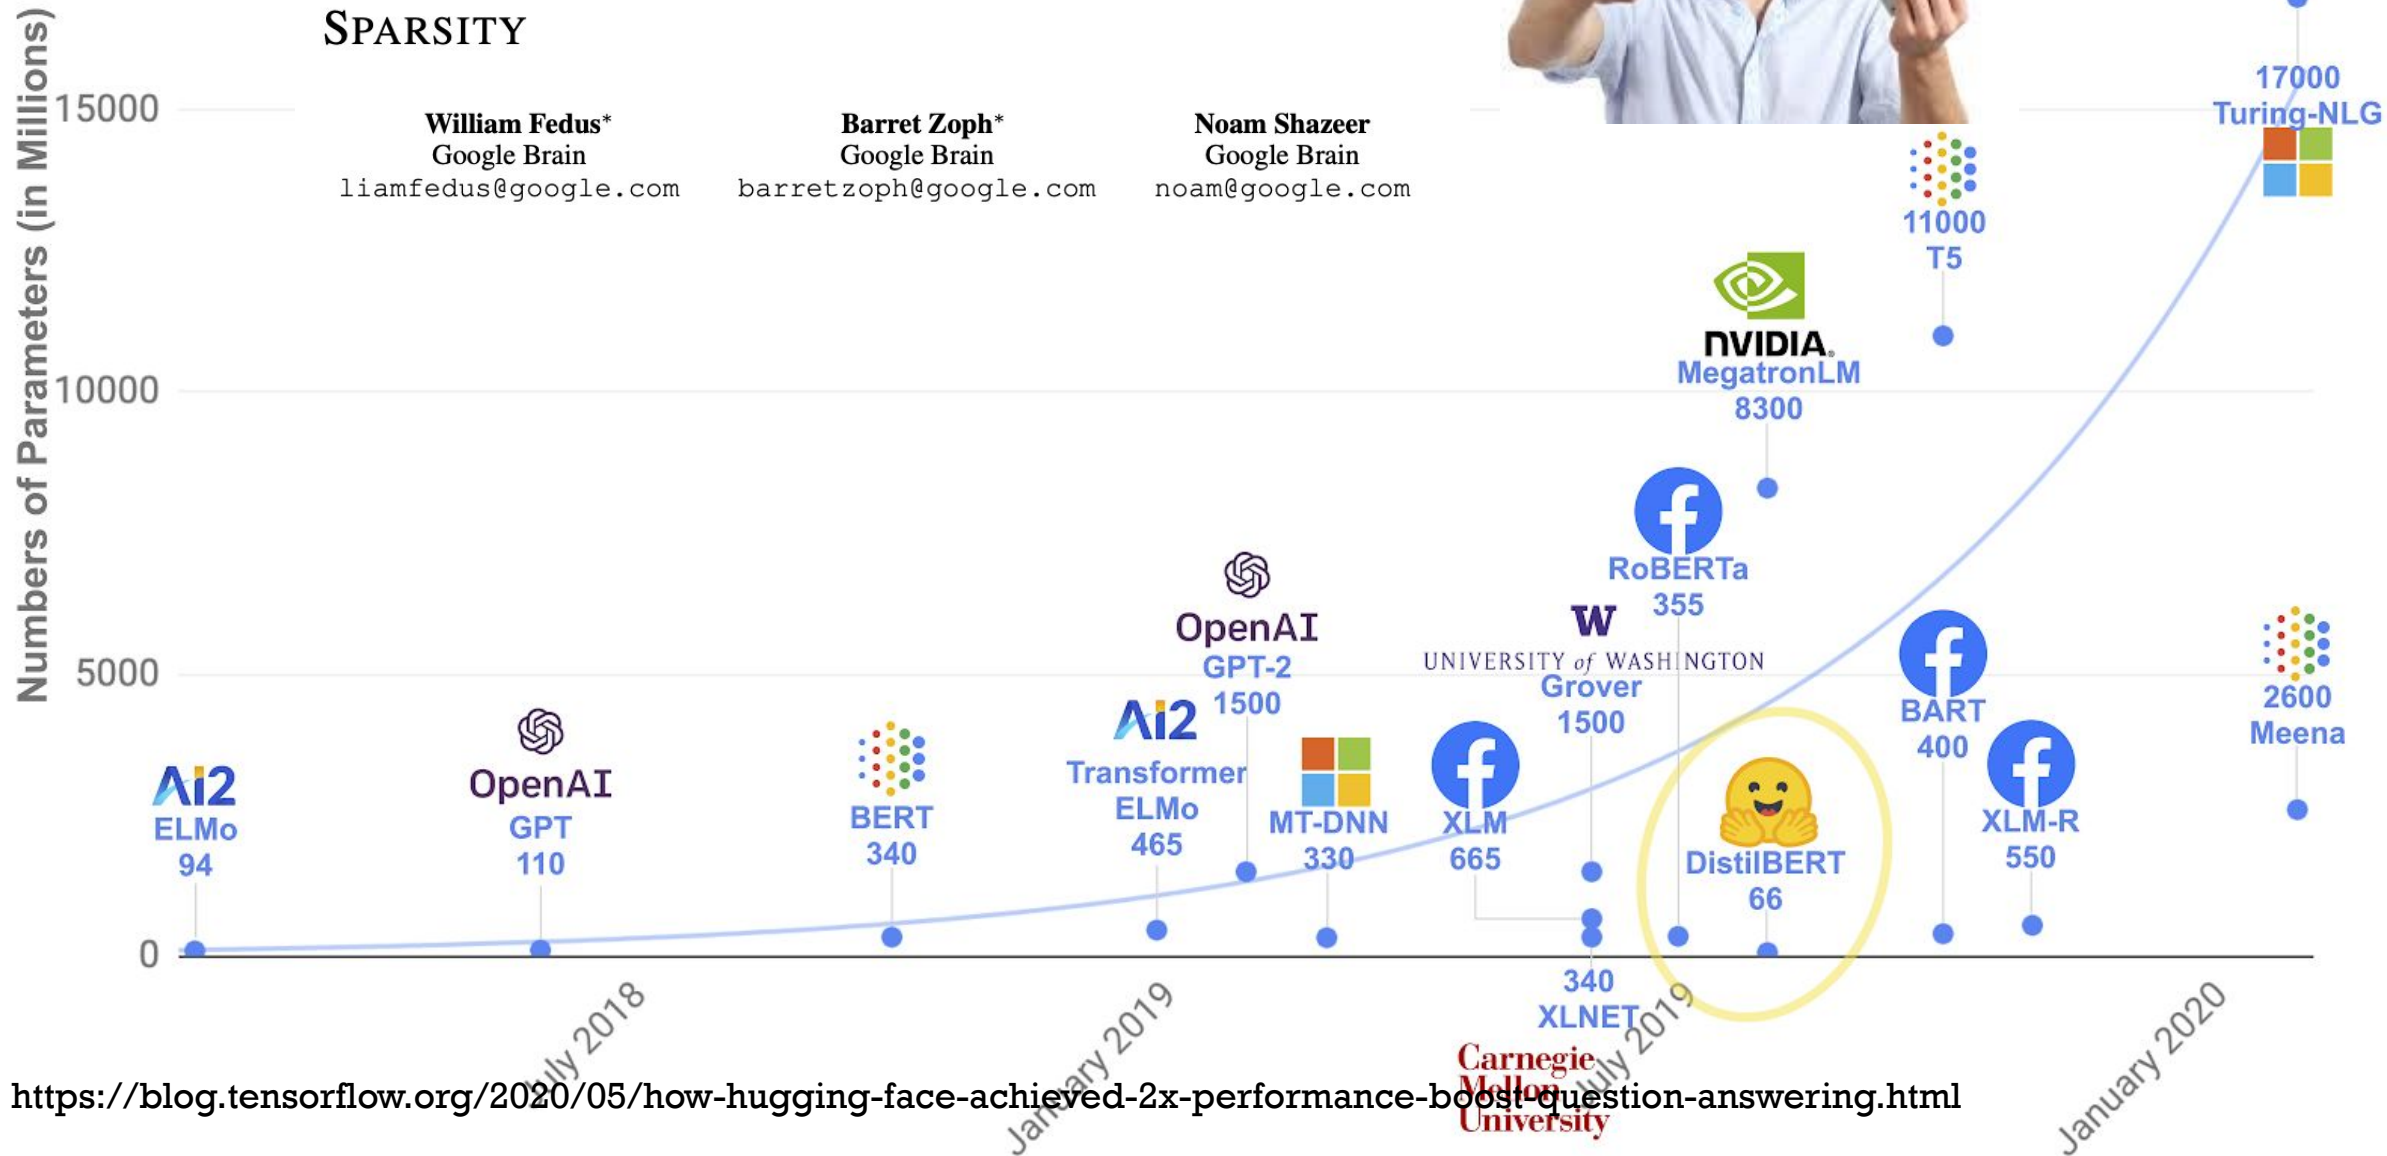 Numbers of Parameters (in Millions)
SPARSITY
William Fedus*
Google Brain
liamfedus@google.com
Barret Zoph*
Google Brain
barretzoph@google.com
Noam Shazeer
Google Brain
noam@google.com
15000
10000
5000
0
17000
Turing-NLG
11000
T5
NVIDIA.
MegatronLM
8300
RoBERTa
355
OpenAI
GPT-2
1500
W
UNIVERSITY of WASHINGTON
Grover
1500
Ai2
ELMo
94
OpenAI
GPT
110
BERT
340
Ai2
Transformer
ELMo
465
MT-DNN
330
XLM
665
DistilBERT
66
BART
400
XLM-R
550
2600
Meena
340
XLNET
Carnegie
Mellon
University
July 2018
January 2019
July 2019
January 2020
https://blog.tensorflow.org/2020/05/how-hugging-face-achieved-2x-performance-boost-question-answering.html